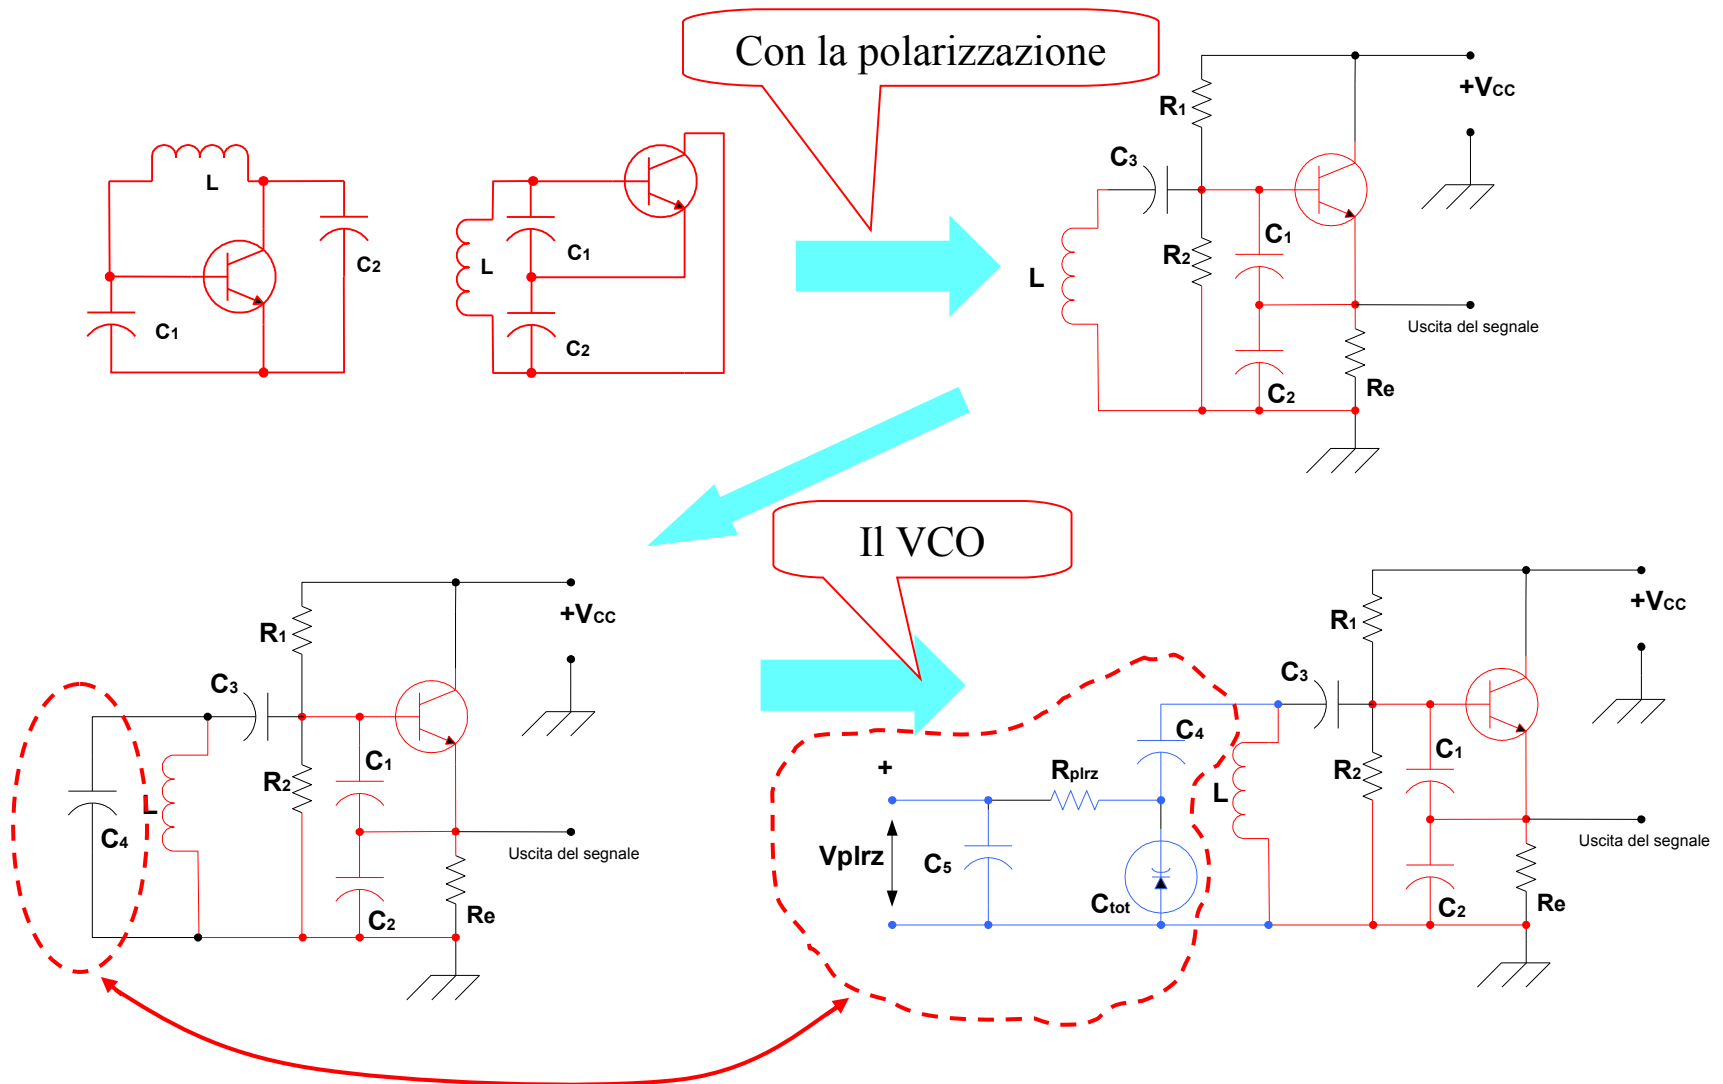 Con la polarizzazione
L
C2
C1
L
C1
C2
+VCC
R1
C3
R2
C1
L
Uscita del segnale
C2
Re
Il VCO
+VCC
R1
C3
R2
C1
L
C4
Uscita del segnale
C2
Re
+VCC
R1
C3
C4
+
Rplrz
R2
C1
L
Vplrz
C5
Ctot
Uscita del segnale
C2
Re